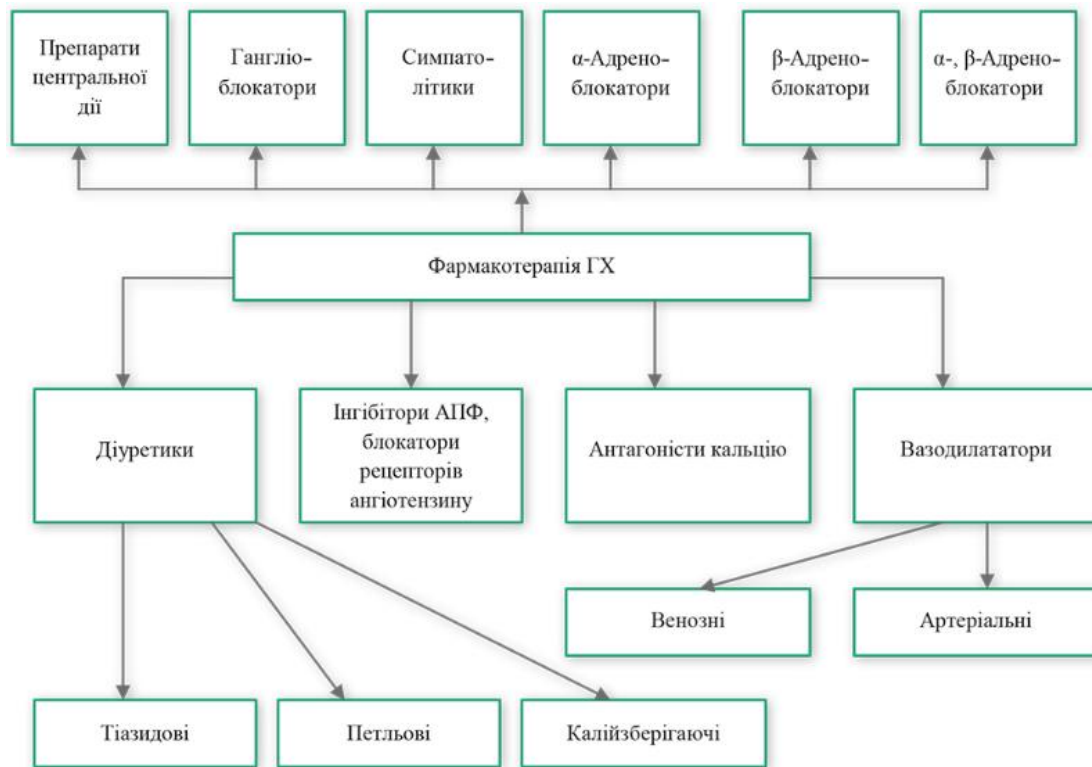 Препарати
центральної
дії
Гангліо-
блокатори
Симпато-
літики
α-Адрено-
блокатори
β-Адрено-
блокатори
α-, β-Адрено-
блокатори
Фармакотерапія ГХ
Діуретики
Інгібітори АПФ,
блокатори
рецепторів
ангіотензину
Антагоністи кальцію
Вазодилататори
Венозні
Артеріальні
Тіазидові
Петльові
Калійзберігаючі